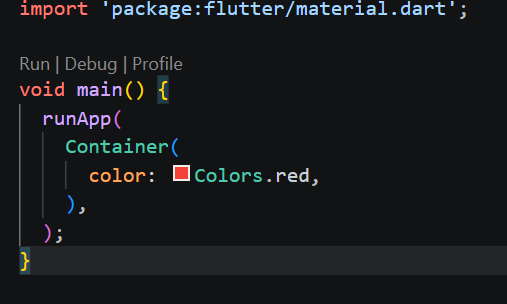 import 'package:flutter/material.dart';
Run | Debug | Profile
void main() {
  runApp(
    Container(
      color: Colors.red,
    ),
  );
}